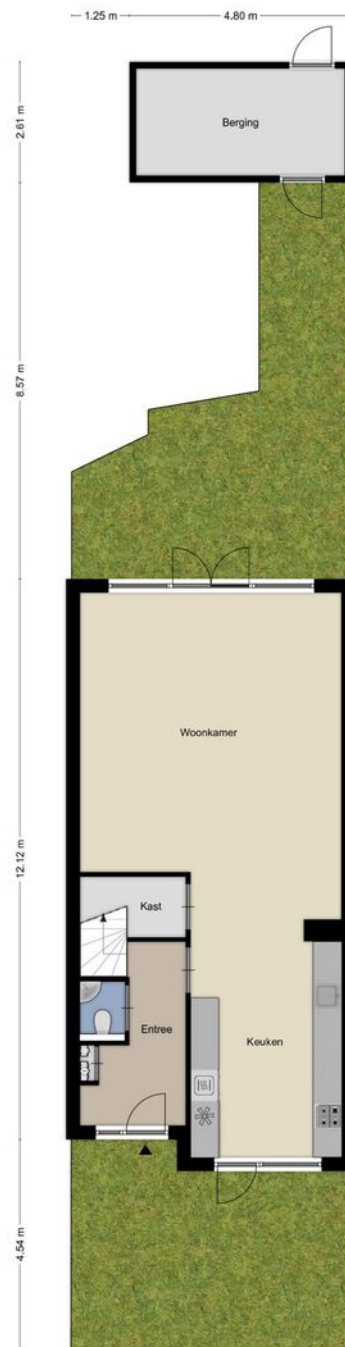 1.25 m
4.80 m
2.61 m
Berging
8.57 m
Woonkamer
12.12 m
Kast
Entree
Keuken
4.54 m